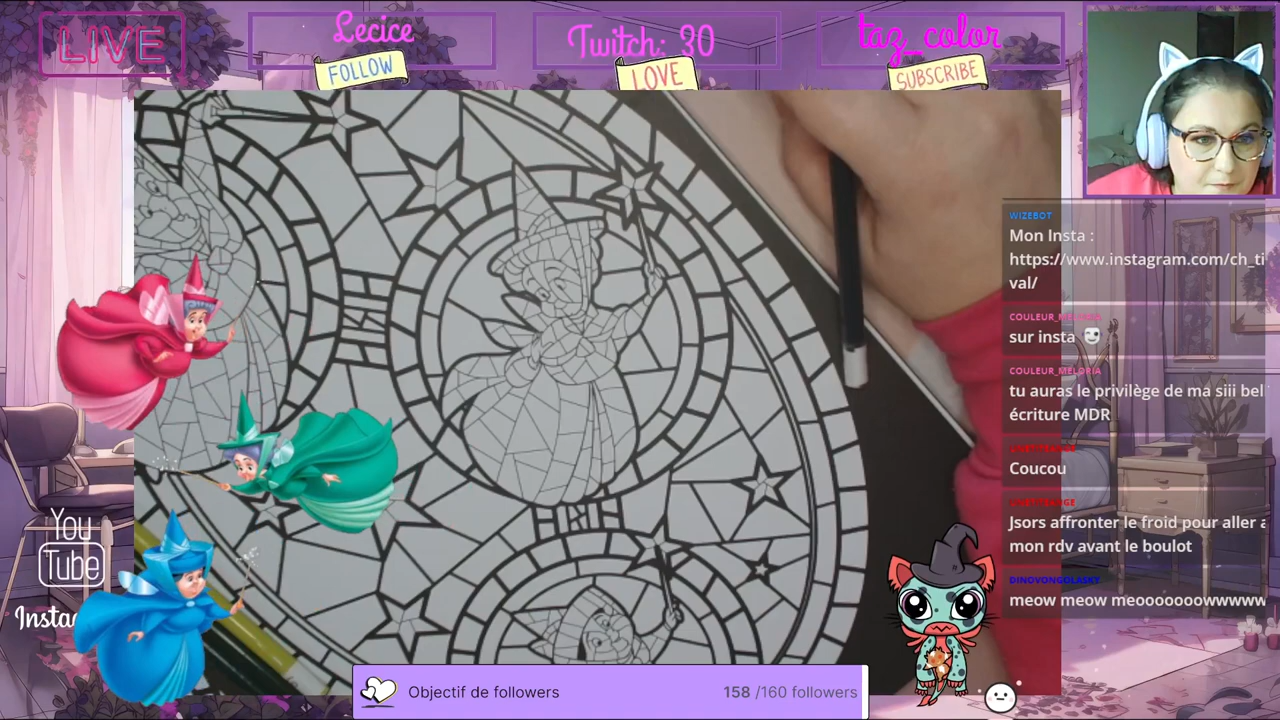 LIVE
Lecice
FOLLOW
Twitch: 30
LOVE
taz_color
SUBSCRIBE
WIZEBOT
Mon Insta :
https://www.instagram.com/ch_ti
val/
COULEUR_MELORIA
sur insta
COULEUR_MELORIA
tu auras le privilège de ma siii bel
écriture MDR
Coucou
Jsors affronter le froid pour aller a
mon rdv avant le boulot
DINOVONGOLASKY
meow meow meooooooowwwww
You
Tube
Insta
Objectif de followers
158 /160 followers